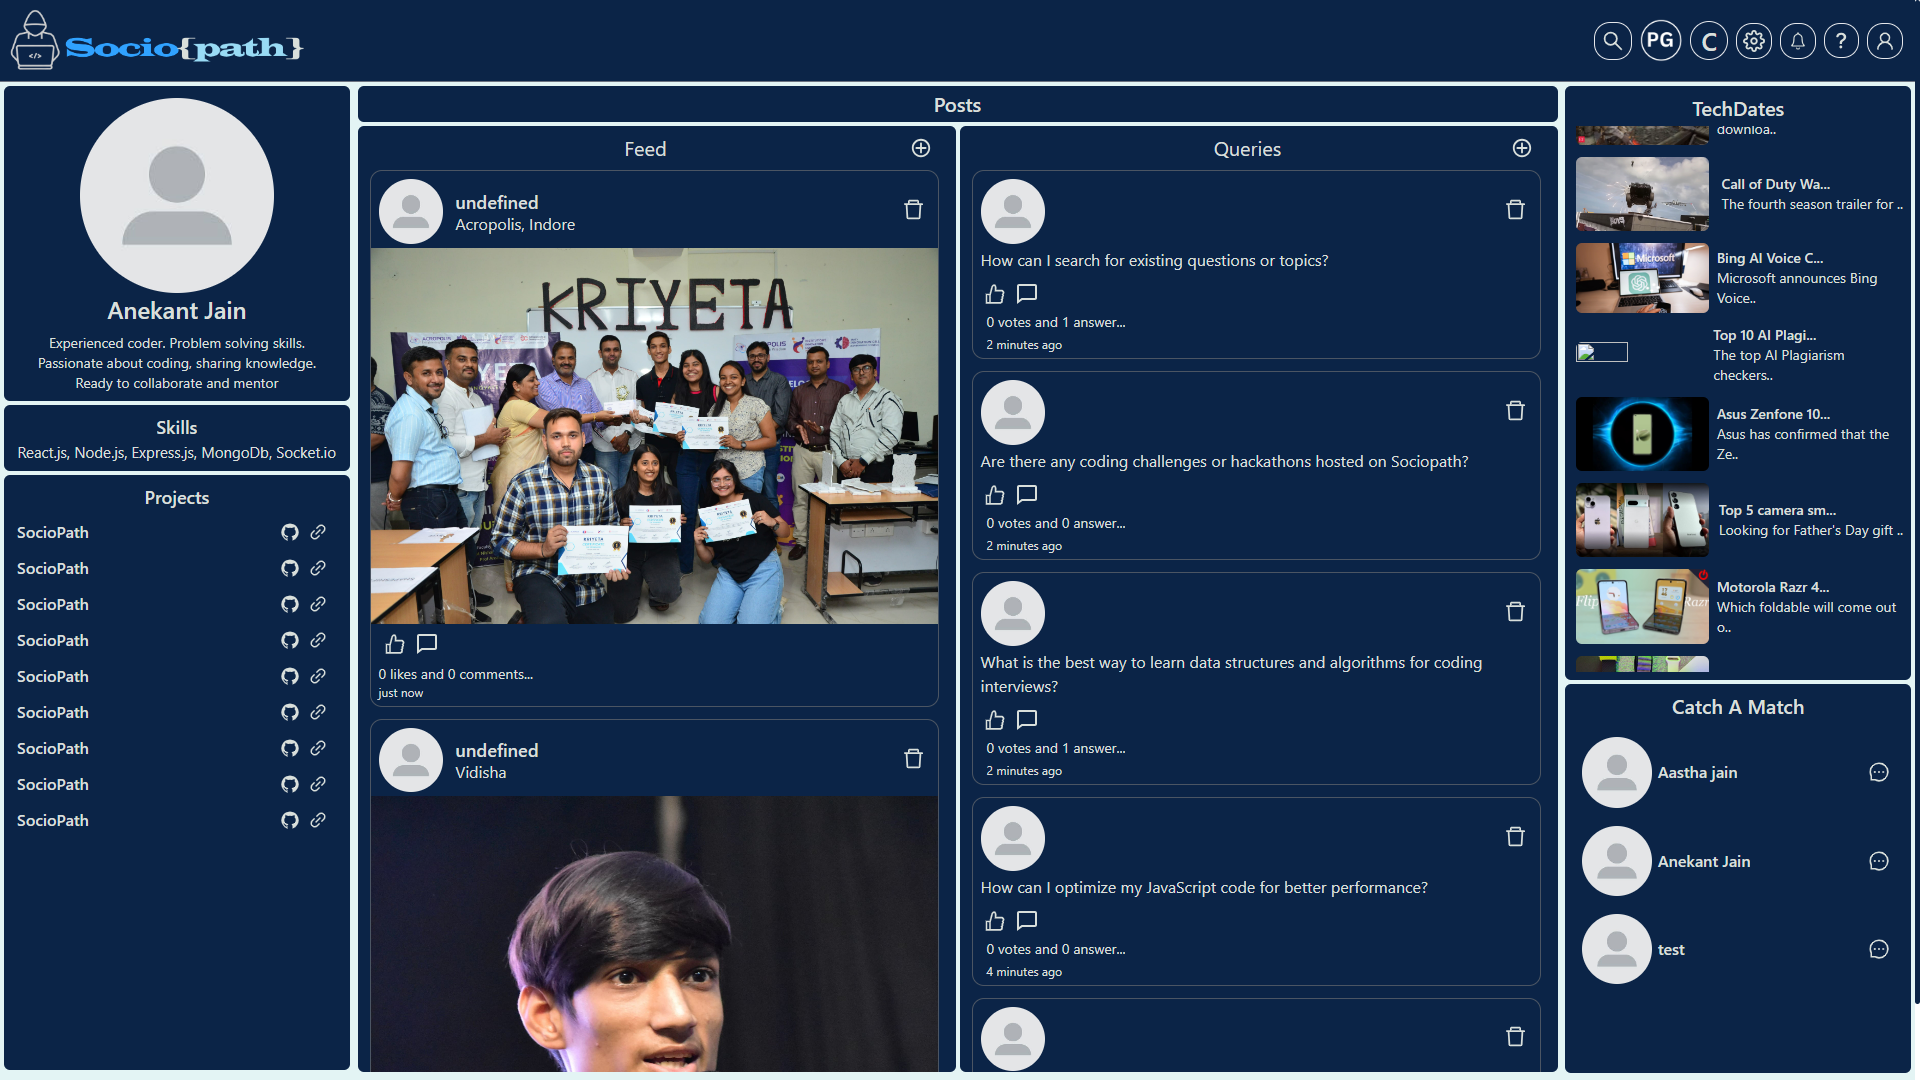 </>
Socio{path}
PG
C
?
Anekant Jain
Experienced coder. Problem solving skills.
Passionate about coding, sharing knowledge.
Ready to collaborate and mentor
Skills
React.js, Node.js, Express.js, MongoDb, Socket.io
Projects
SocioPath
SocioPath
SocioPath
SocioPath
SocioPath
SocioPath
SocioPath
SocioPath
SocioPath
Posts
Feed
undefined
Acropolis, Indore
KRIYETA
KRIYETA
0 likes and 0 comments...
just now
undefined
Vidisha
Queries
How can I search for existing questions or topics?
0 votes and 1 answer...
2 minutes ago
Are there any coding challenges or hackathons hosted on Sociopath?
0 votes and 0 answer...
2 minutes ago
What is the best way to learn data structures and algorithms for coding
interviews?
0 votes and 1 answer...
2 minutes ago
How can I optimize my JavaScript code for better performance?
0 votes and 0 answer...
4 minutes ago
TechDates
downloa..
Call of Duty Wa...
The fourth season trailer for ..
Microsoft
Bing AI Voice C...
Microsoft announces Bing
Voice..
Top 10 AI Plagi...
The top AI Plagiarism
checkers..
Asus Zenfone 10...
Asus has confirmed that the
Ze..
Top 5 camera sm...
Looking for Father's Day gift ..
Flip
Razr
Motorola Razr 4...
Which foldable will come out
o..
Catch A Match
Aastha jain
Anekant Jain
test